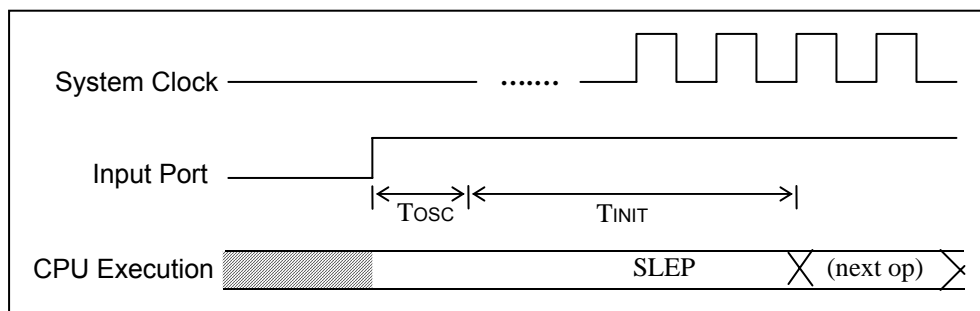 System Clock
.......
Input Port
TOSC
TINIT
CPU Execution
SLEP
(next op)